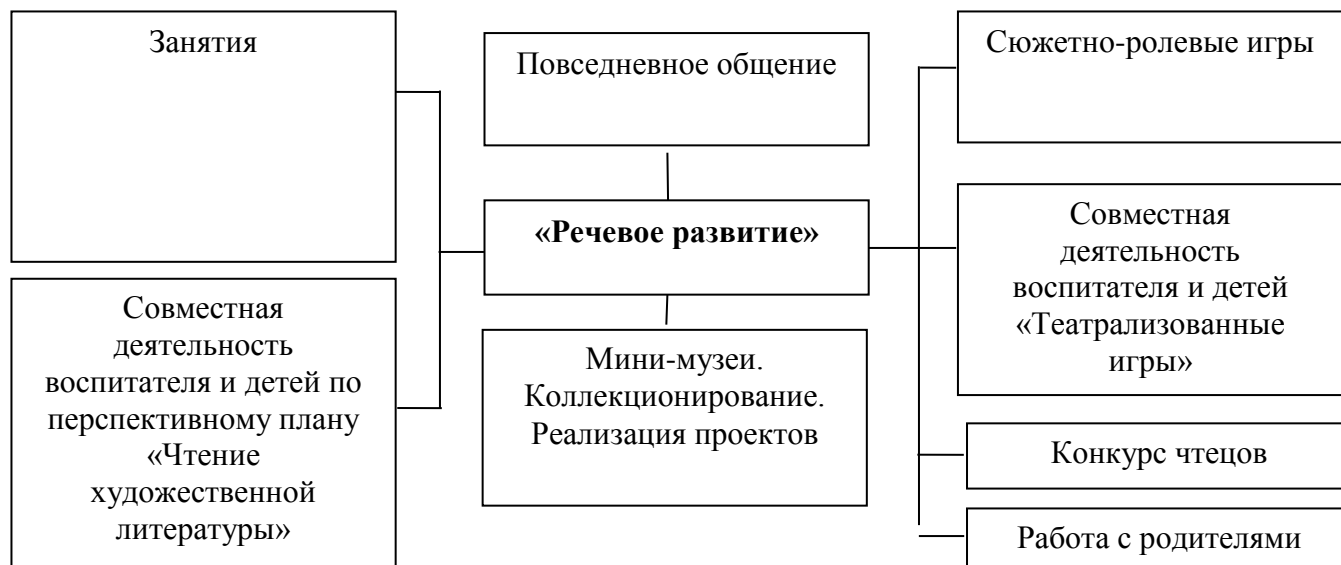 Занятия
Совместная
деятельность
воспитателя и детей по
перспективному плану
«Чтение
художественной
литературы»
Повседневное общение
«Речевое развитие»
Мини-музеи.
Коллекционирование.
Реализация проектов
Сюжетно-ролевые игры
Совместная
деятельность
воспитателя и детей
«Театрализованные
игры»
Конкурс чтецов
Работа с родителями